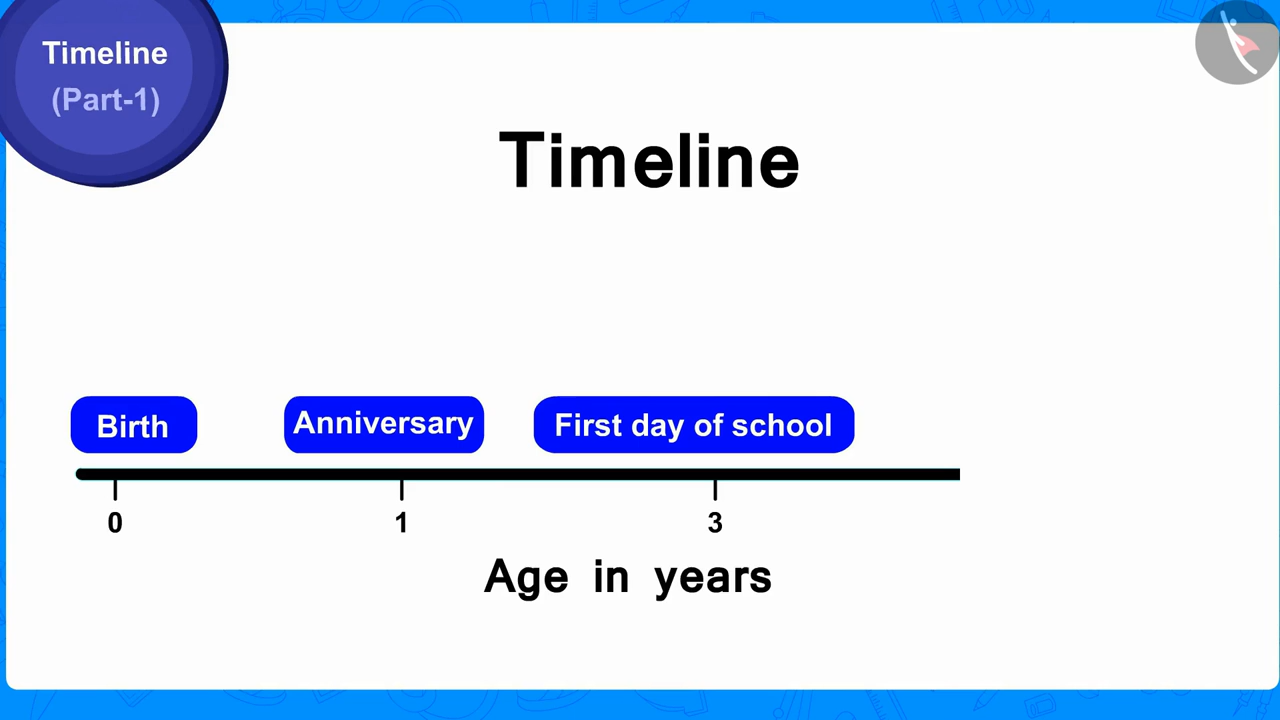 Timeline
(Part-1)
Timeline
Birth Anniversary First day of school
0 1 3
Age in years